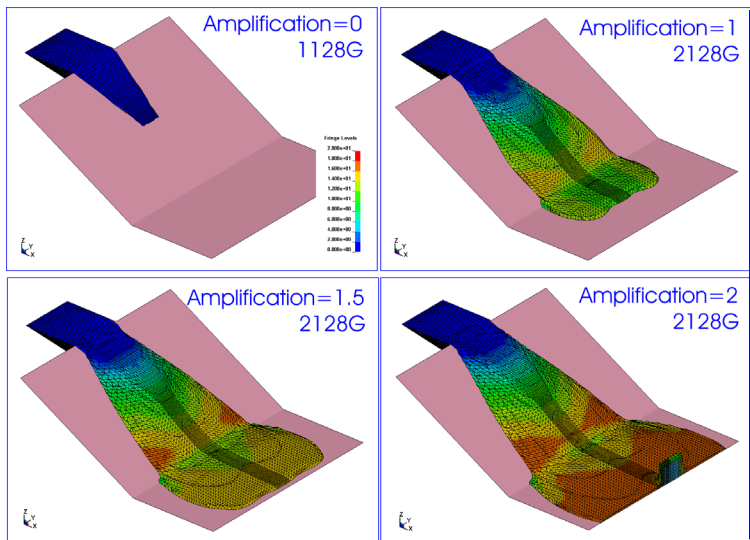 Amplification=0
1128G
Fringe Levels
2.000e+01
1.800e+01
1.600e+01
1.400e+01
1.200e+01
1.000e+01
8.000e+00
6.000e+00
4.000e+00
2.000e+00
0.000e+00
Z
Y
X
Amplification=1
2128G
Z
Y
X
Amplification=1.5
2128G
Z
Y
X
Amplification=2
2128G
Z
Y
X